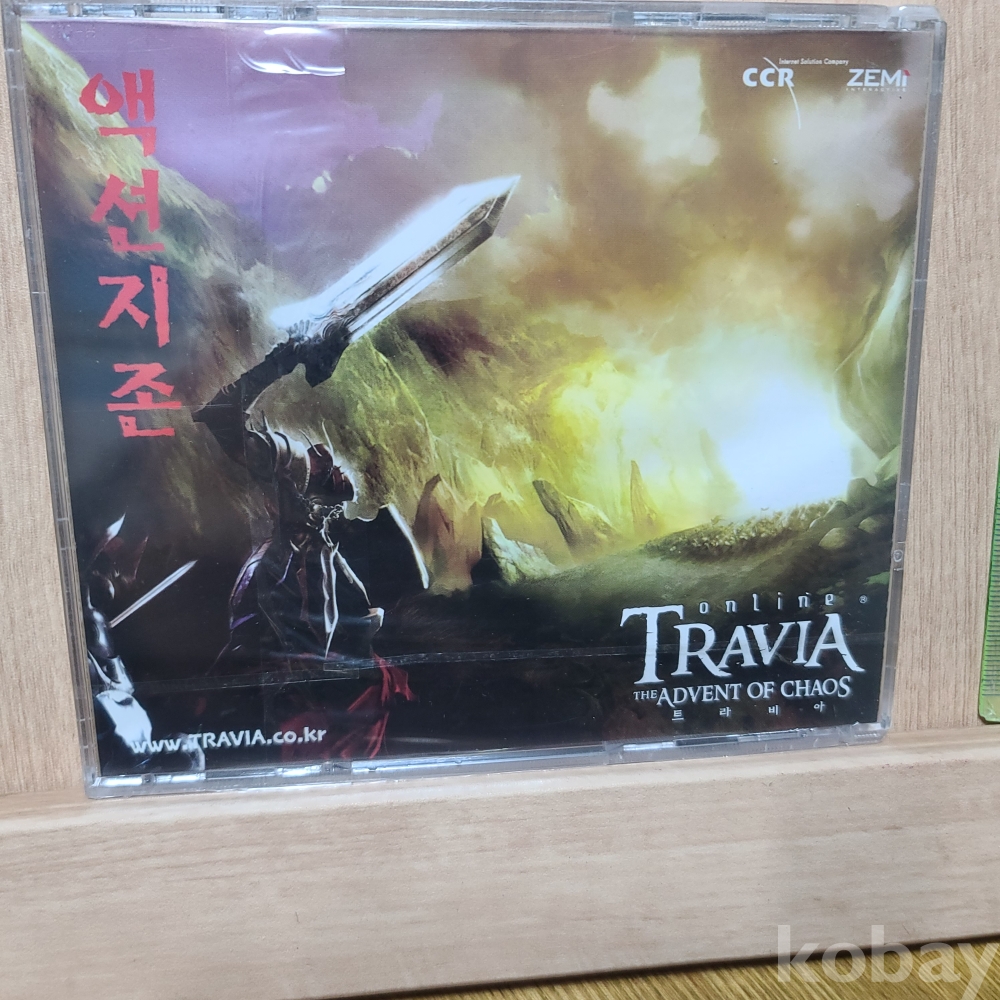 액션지존
Internet Solution Company
CCR
ZEMI
INTERACTIVE
online ®
TRAVIA
THE ADVENT OF CHAOS
트라비아
www.TRAVIA.co.kr
kobay